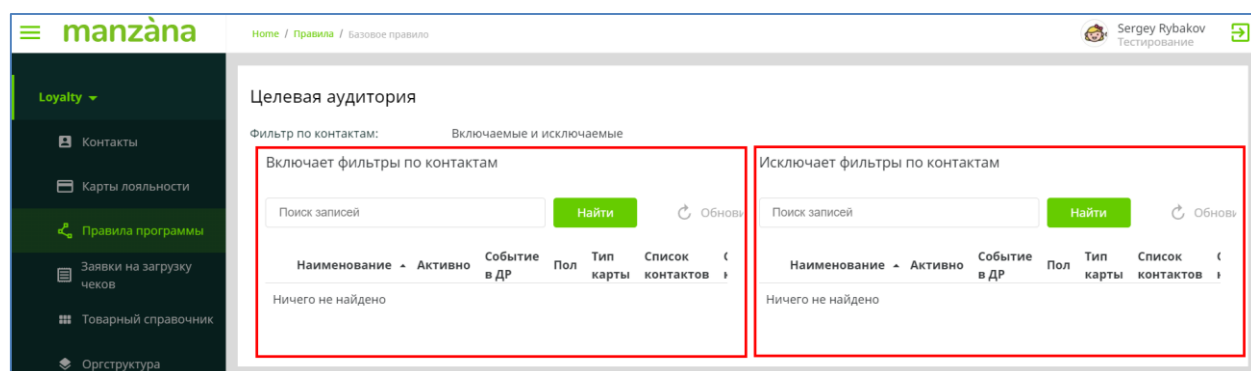 manzàna
Home / Правила / Базовое правило
Sergey Rybakov
Тестирование
Loyalty
Контакты
Карты лояльности
Правила программы
Заявки на загрузку
чеков
Товарный справочник
Оргструктура
Целевая аудитория
Фильтр по контактам: Включаемые и исключаемые
Включает фильтры по контактам
Поиск записей Найти Обнови
Наименование Активно Событие в ДР Пол Тип карты Список контактов
Ничего не найдено
Исключает фильтры по контактам
Поиск записей Найти Обнови
Наименование Активно Событие в ДР Пол Тип карты Список контактов
Ничего не найдено